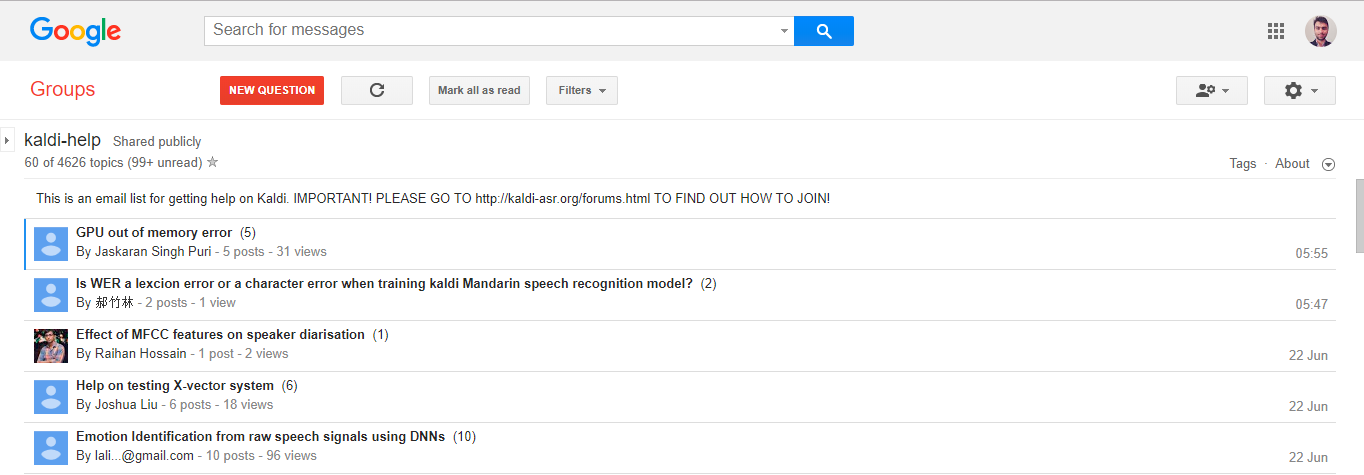 Google
Search for messages
Groups
NEW QUESTION
Mark all as read
Filters
kaldi-help Shared publicly
60 of 4626 topics (99+ unread)
Tags · About
This is an email list for getting help on Kaldi. IMPORTANT! PLEASE GO TO http://kaldi-asr.org/forums.html TO FIND OUT HOW TO JOIN!
GPU out of memory error (5)
By Jaskaran Singh Puri - 5 posts - 31 views
05:55
Is WER a lexcion error or a character error when training kaldi Mandarin speech recognition model? (2)
By 郝竹林 - 2 posts - 1 view
05:47
Effect of MFCC features on speaker diarisation (1)
By Raihan Hossain - 1 post - 2 views
22 Jun
Help on testing X-vector system (6)
By Joshua Liu - 6 posts - 18 views
22 Jun
Emotion Identification from raw speech signals using DNNs (10)
By lali...@gmail.com - 10 posts - 96 views
22 Jun